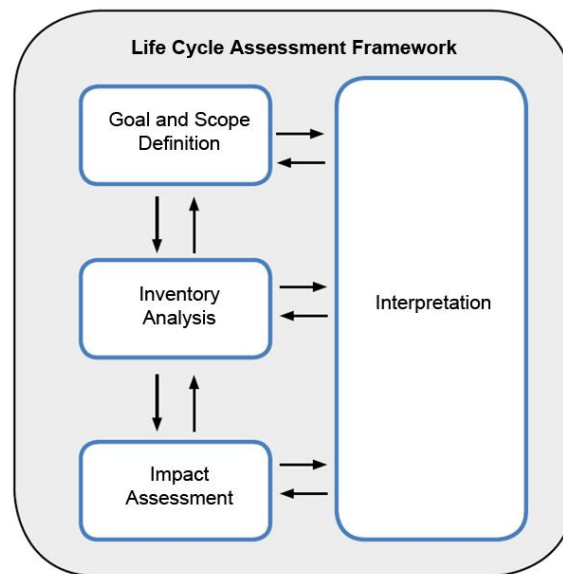 Life Cycle Assessment Framework
Goal and Scope
Definition
Inventory
Analysis
Interpretation
Impact
Assessment